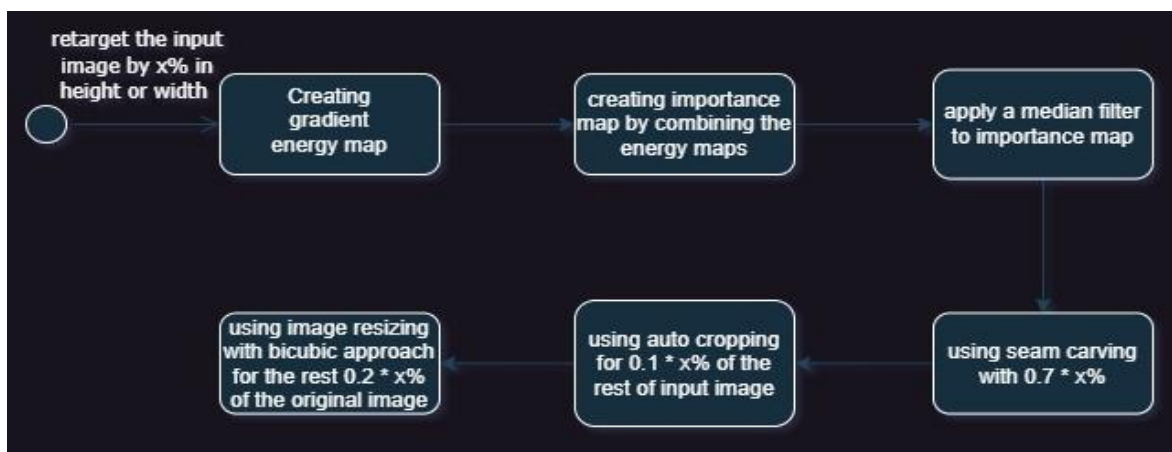 retarget the input
image by x% in
height or width
Creating
gradient
energy map
creating importance
map by combining the
energy maps
apply a median filter
to importance map
using seam carving
with 0.7 * x%
using auto cropping
for 0.1 * x% of the
rest of input image
using image resizing
with bicubic approach
for the rest 0.2 * x%
of the original image